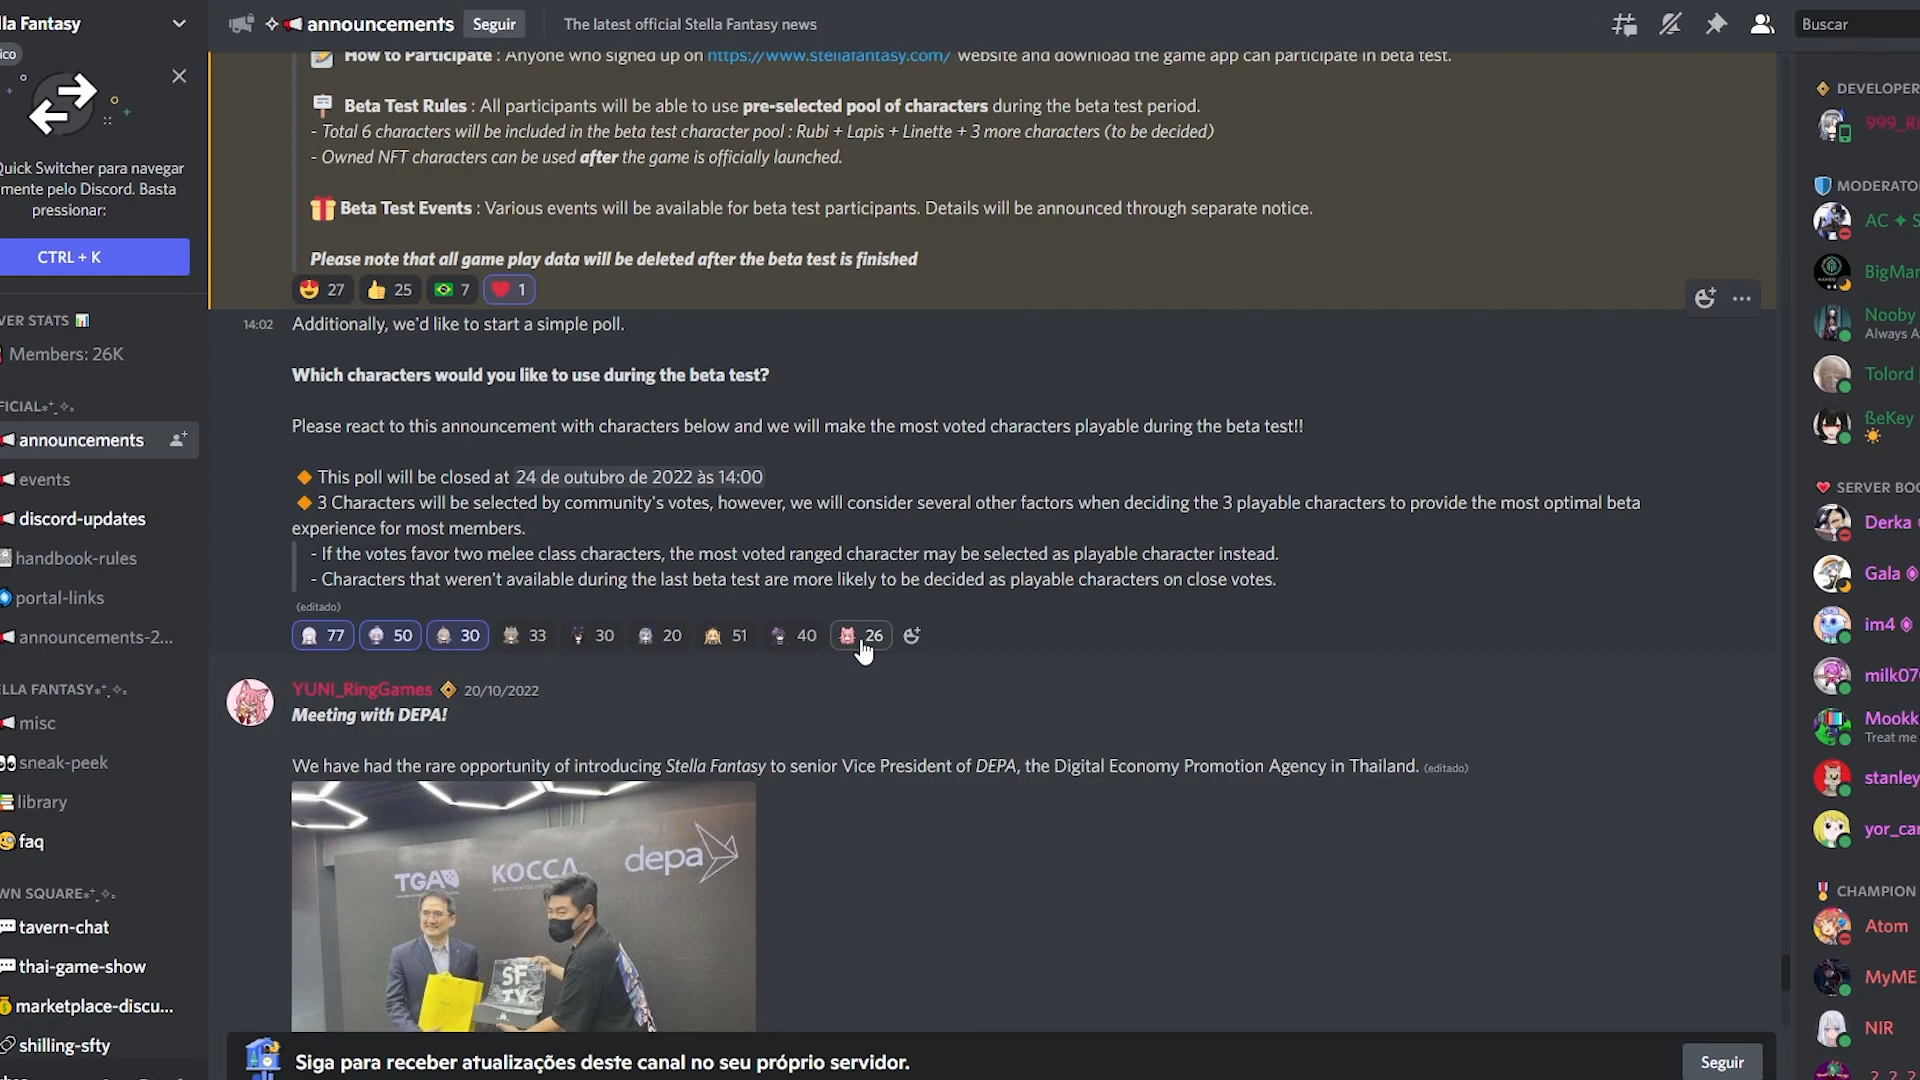 la Fantasy
ico
Quick Switcher para navegar
mente pelo Discord. Basta
pressionar:
CTRL + K
VER STATS
Members: 26K
FICIAL
announcements
events
discord-updates
handbook-rules
portal-links
announcements-2...
LLA FANTASY
misc
sneak-peek
library
faq
WN SQUARE
tavern-chat
thai-game-show
marketplace-discu...
shilling-sfty
announcements
Seguir
The latest official Stella Fantasy news
Buscar
How to Participate : Anyone who signed up on https://www.stellafantasy.com/ website and download the game app can participate in beta test.
Beta Test Rules : All participants will be able to use pre-selected pool of characters during the beta test period.
- Total 6 characters will be included in the beta test character pool : Rubi + Lapis + Linette + 3 more characters (to be decided)
- Owned NFT characters can be used after the game is officially launched.
Beta Test Events : Various events will be available for beta test participants. Details will be announced through separate notice.
Please note that all game play data will be deleted after the beta test is finished
27 25 7 1
14:02 Additionally, we'd like to start a simple poll.
Which characters would you like to use during the beta test?
Please react to this announcement with characters below and we will make the most voted characters playable during the beta test!!
This poll will be closed at 24 de outubro de 2022 às 14:00
3 Characters will be selected by community's votes, however, we will consider several other factors when deciding the 3 playable characters to provide the most optimal beta
experience for most members.
- If the votes favor two melee class characters, the most voted ranged character may be selected as playable character instead.
- Characters that weren't available during the last beta test are more likely to be decided as playable characters on close votes.
(editado)
77 50 30 33 30 20 51 40 26
YUNI_RingGames 20/10/2022
Meeting with DEPA!
We have had the rare opportunity of introducing Stella Fantasy to senior Vice President of DEPA, the Digital Economy Promotion Agency in Thailand. (editado)
TGA
KOCCA
depa
SF
TY
Siga para receber atualizações deste canal no seu próprio servidor.
Seguir
DEVELOPER
999_Ri
MODERATO
AC ✦ S
BigMar
Nooby
Always A
Tolord
ßeKey
SERVER BOO
Derka
Gala
im4
milk07
Mookk
Treat me
stanley
yor_car
CHAMPION
Atom
MyME
NIR
? ? ?